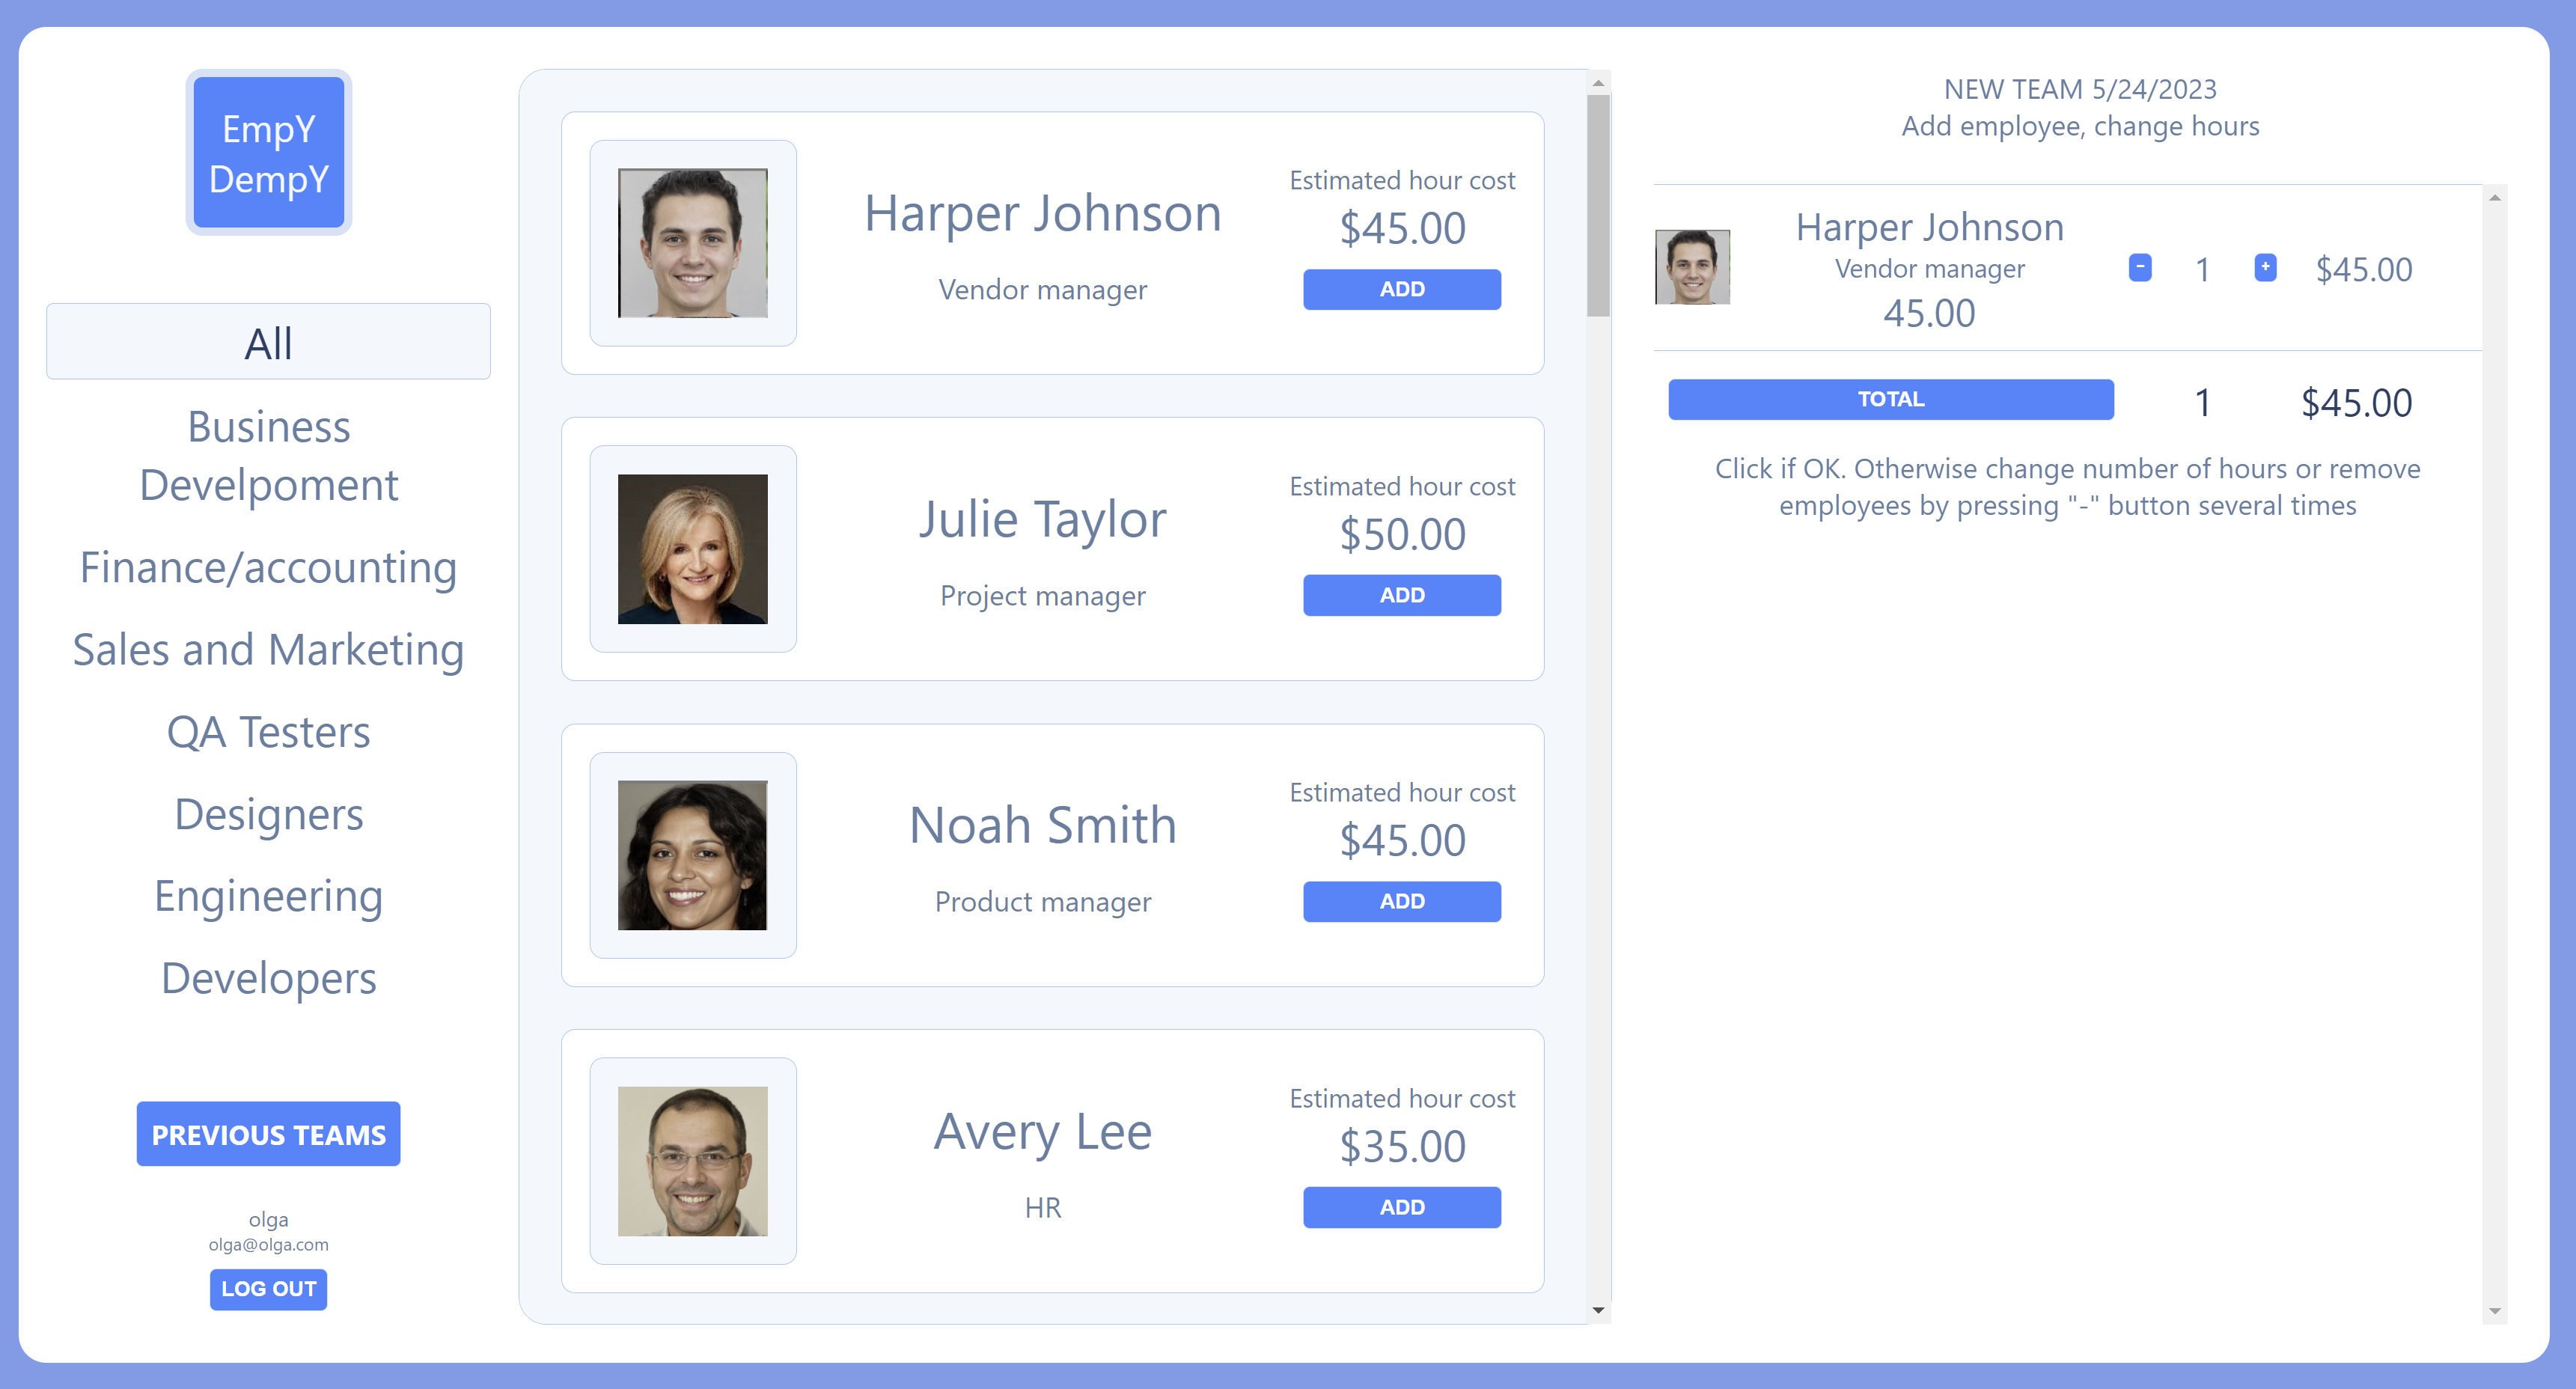 EmpY
DempY
All
Business
Develpoment
Finance/accounting
Sales and Marketing
QA Testers
Designers
Engineering
Developers
PREVIOUS TEAMS
olga
olga@olga.com
LOG OUT
Harper Johnson
Vendor manager
Estimated hour cost
$45.00
ADD
Julie Taylor
Project manager
Estimated hour cost
$50.00
ADD
Noah Smith
Product manager
Estimated hour cost
$45.00
ADD
Avery Lee
HR
Estimated hour cost
$35.00
ADD
NEW TEAM 5/24/2023
Add employee, change hours
Harper Johnson
Vendor manager
45.00
- 1 + $45.00
TOTAL 1 $45.00
Click if OK. Otherwise change number of hours or remove
employees by pressing "-" button several times